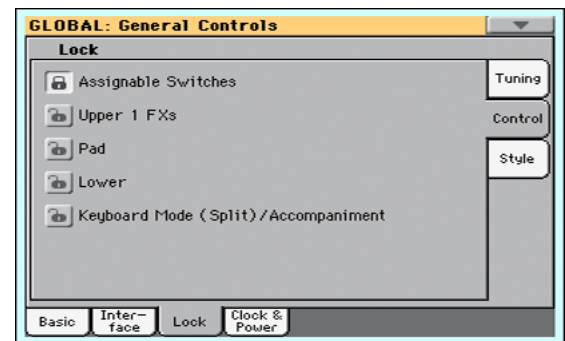 GLOBAL: General Controls
Lock
Assignable Switches
Upper 1 FXs
Pad
Lower
Keyboard Mode (Split)/Accompaniment
Tuning
Control
Style
Basic
Inter-
face
Lock
Clock &
Power